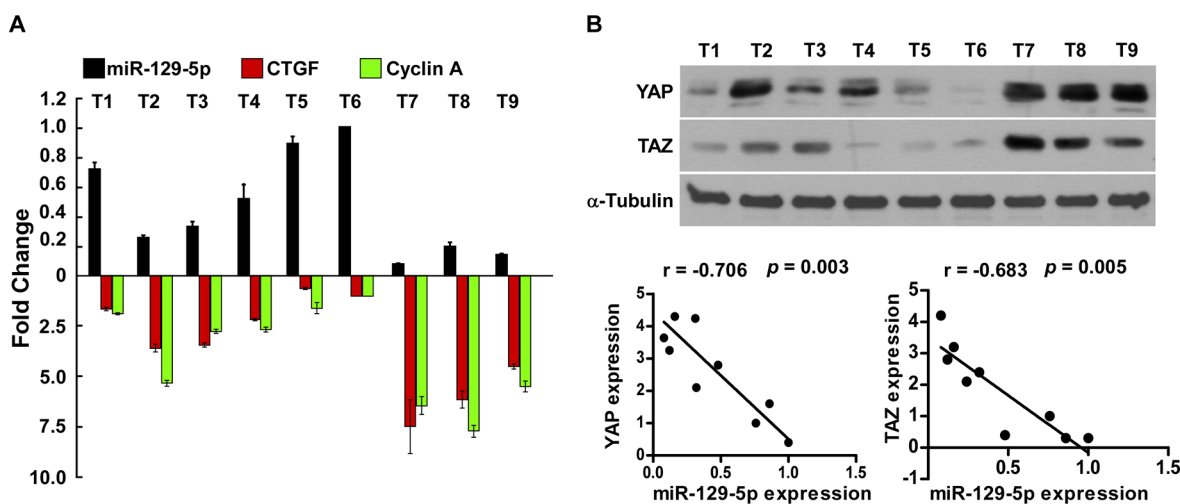 A
miR-129-5p CTGF Cyclin A
T1 T2 T3 T4 T5 T6 T7 T8 T9
Fold Change
1.2
1.0
0.8
0.6
0.4
0.2
0
2.5
5.0
7.5
10.0
B
T1 T2 T3 T4 T5 T6 T7 T8 T9
YAP
TAZ
α-Tubulin
r = -0.706 p = 0.003
YAP expression
5
4
3
2
1
0
0.0 0.5 1.0 1.5
miR-129-5p expression
r = -0.683 p = 0.005
TAZ expression
5
4
3
2
1
0
-1
0.5 1.0 1.5
miR-129-5p expression